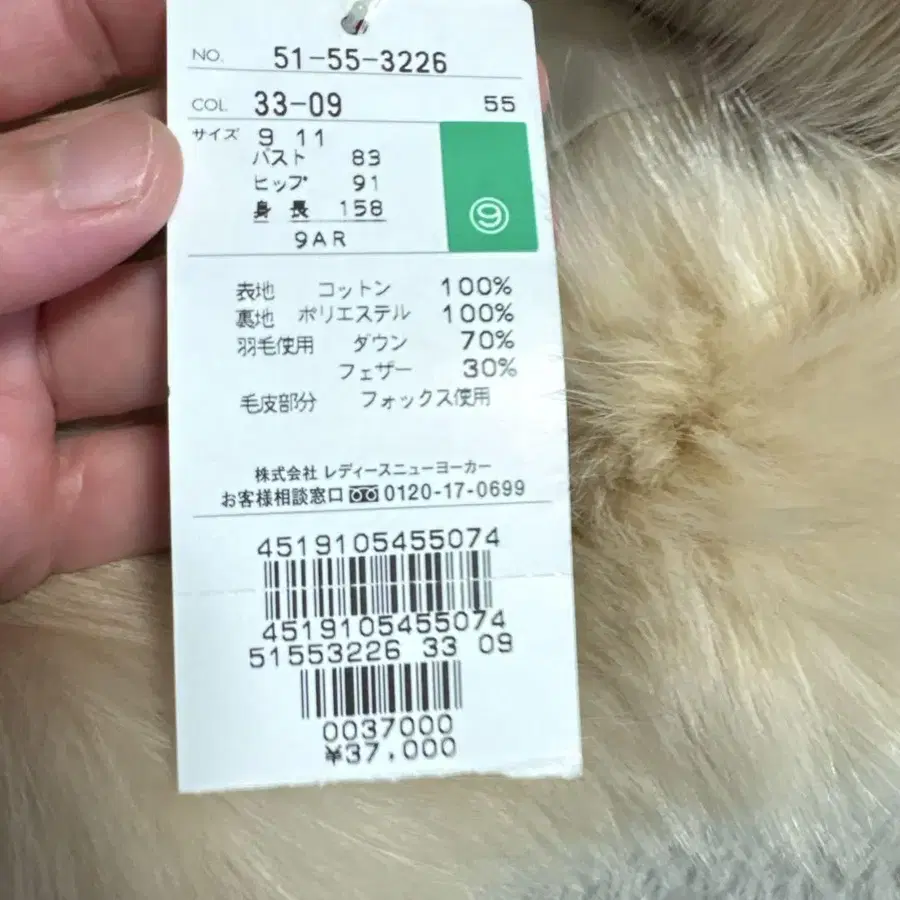 NO. 51-55-3226
COL. 33-09 55
サイズ 9 11
バスト 83
ヒップ 91
身長 158
9AR
⑨
表地 コットン 100%
裏地 ポリエステル 100%
羽毛使用 ダウン 70%
フェザー 30%
毛皮部分 フォックス使用
株式会社 レディースニューヨーカー
お客様相談窓口 0120-17-0699
4519105455074
4519105455074
51553226 33 09
0037000
¥37,000